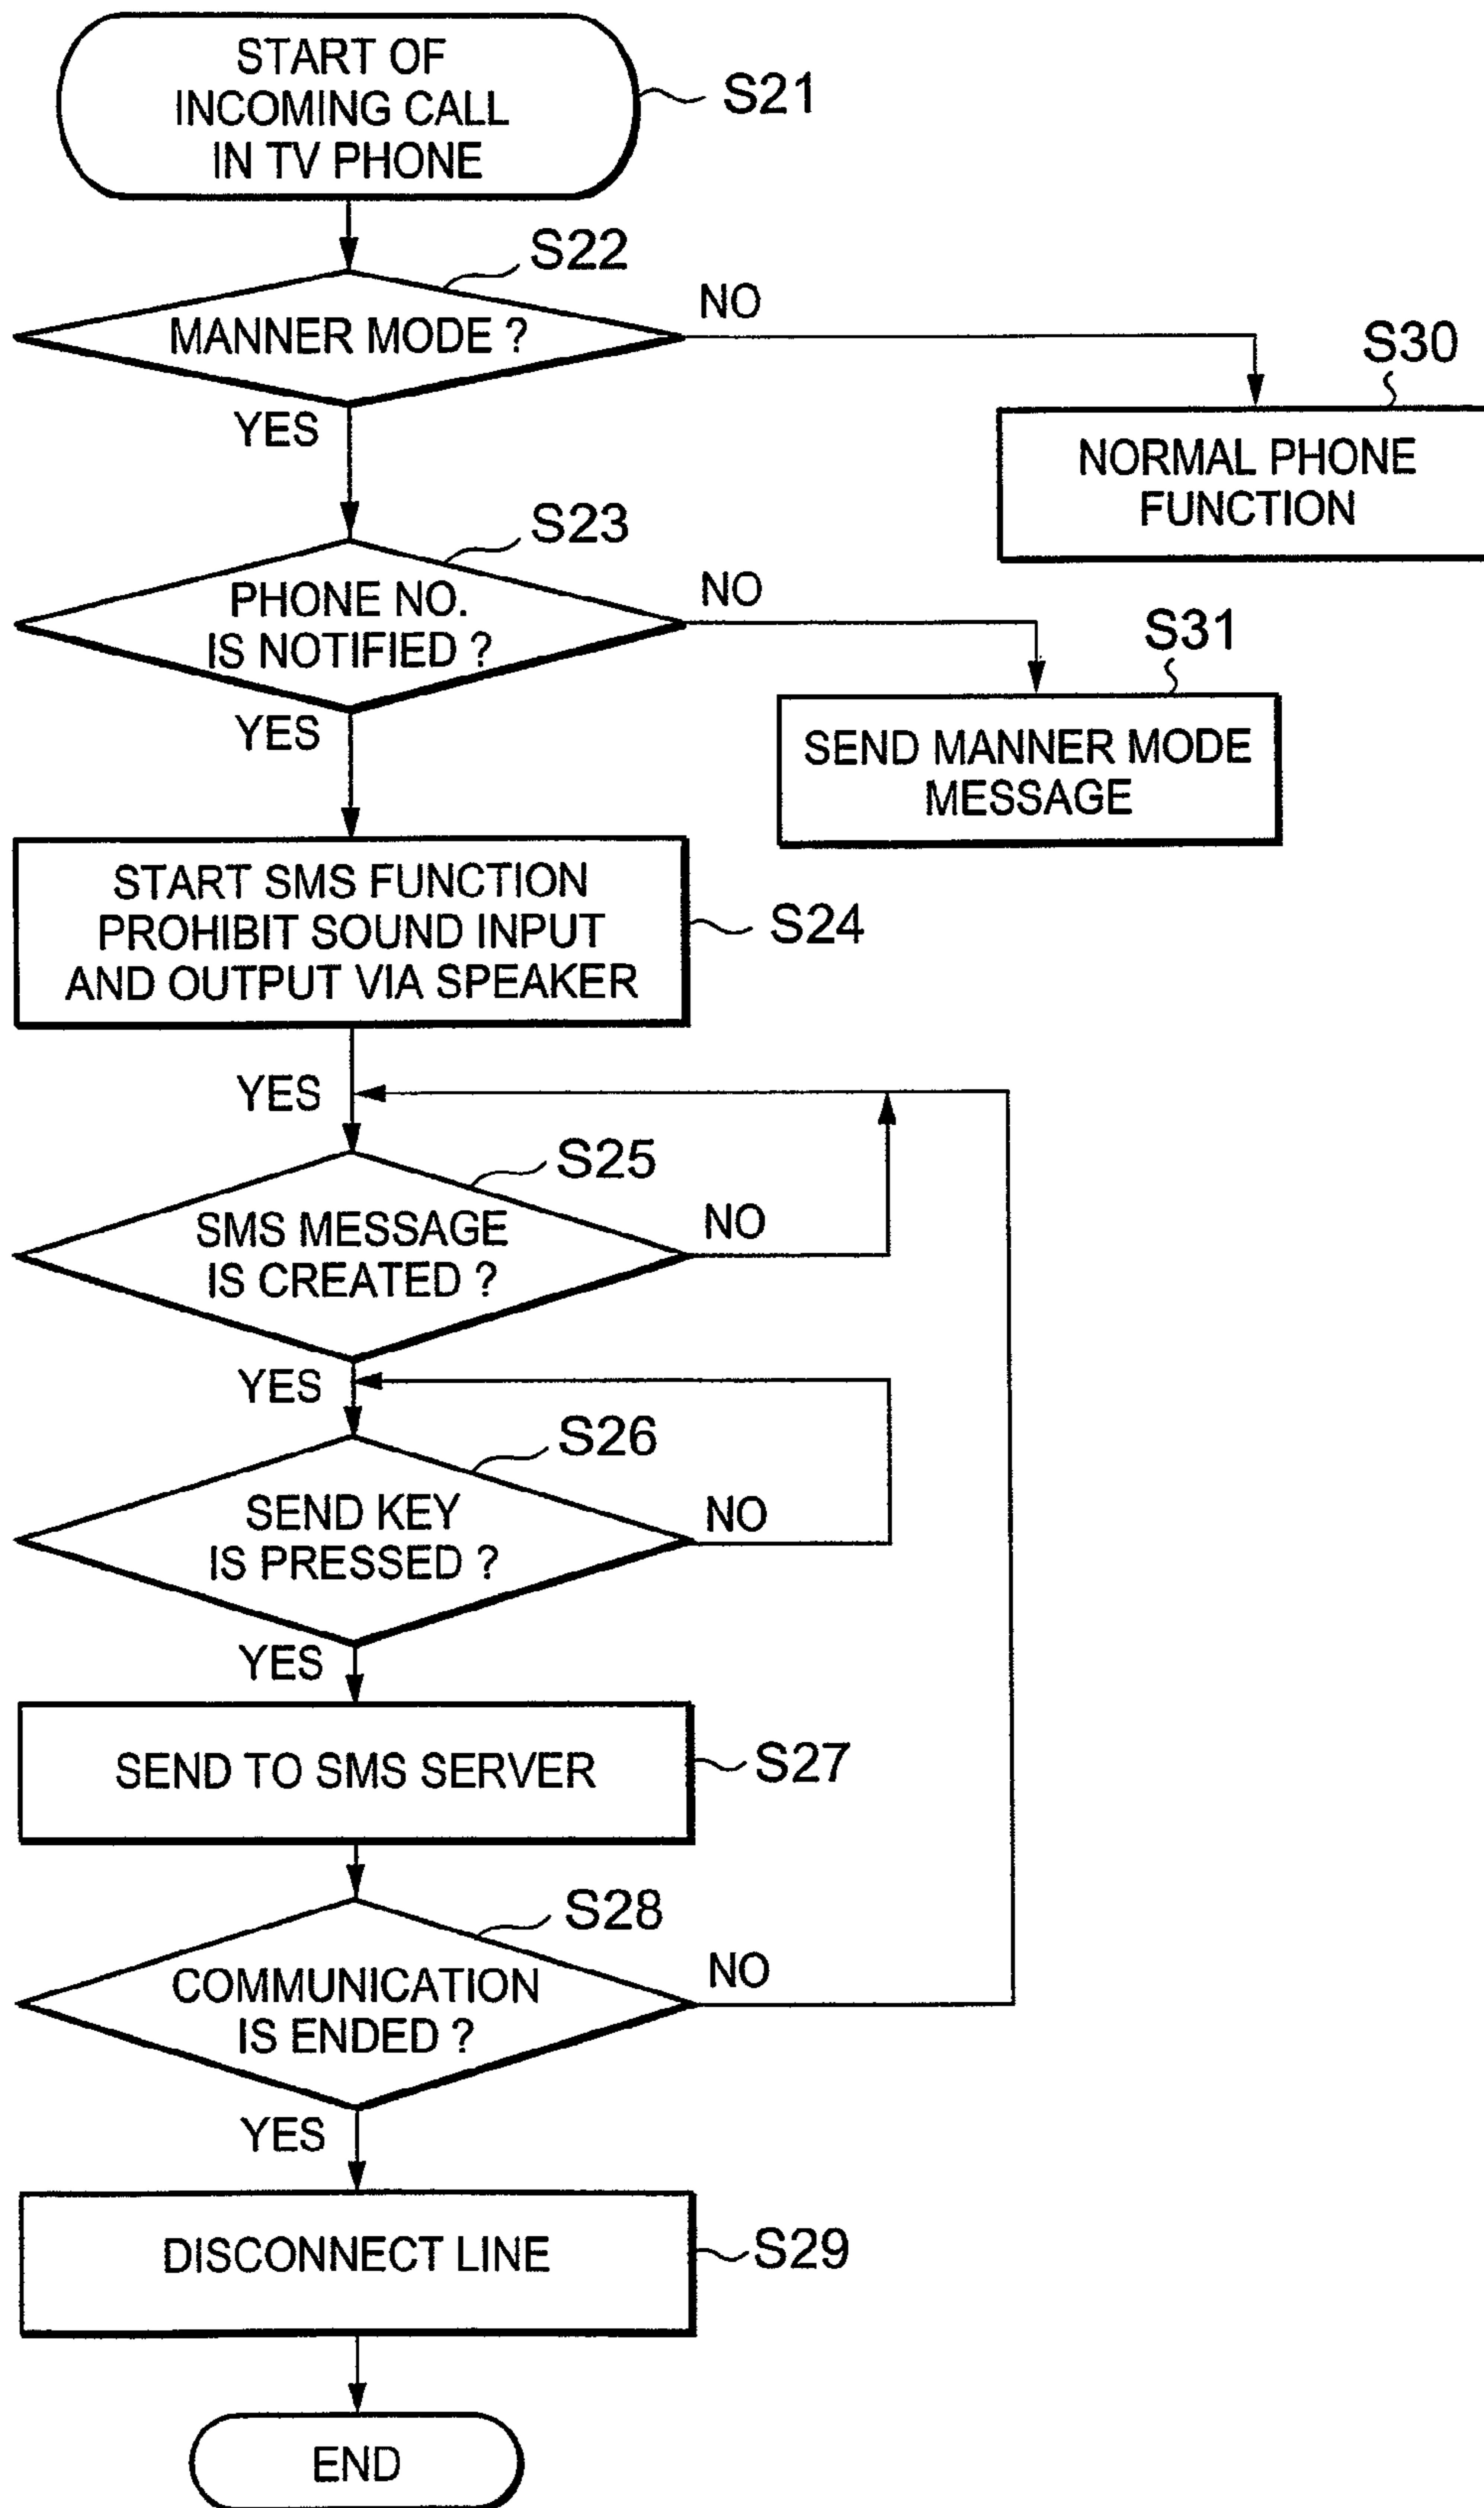 START OF
INCOMING CALL
IN TV PHONE
S21
S22
MANNER MODE ?
NO
YES
S30
NORMAL PHONE
FUNCTION
S23
PHONE NO.
IS NOTIFIED ?
NO
YES
S31
SEND MANNER MODE
MESSAGE
START SMS FUNCTION
PROHIBIT SOUND INPUT
AND OUTPUT VIA SPEAKER
S24
YES
S25
SMS MESSAGE
IS CREATED ?
NO
YES
S26
SEND KEY
IS PRESSED ?
NO
YES
SEND TO SMS SERVER
S27
S28
COMMUNICATION
IS ENDED ?
NO
YES
DISCONNECT LINE
S29
END